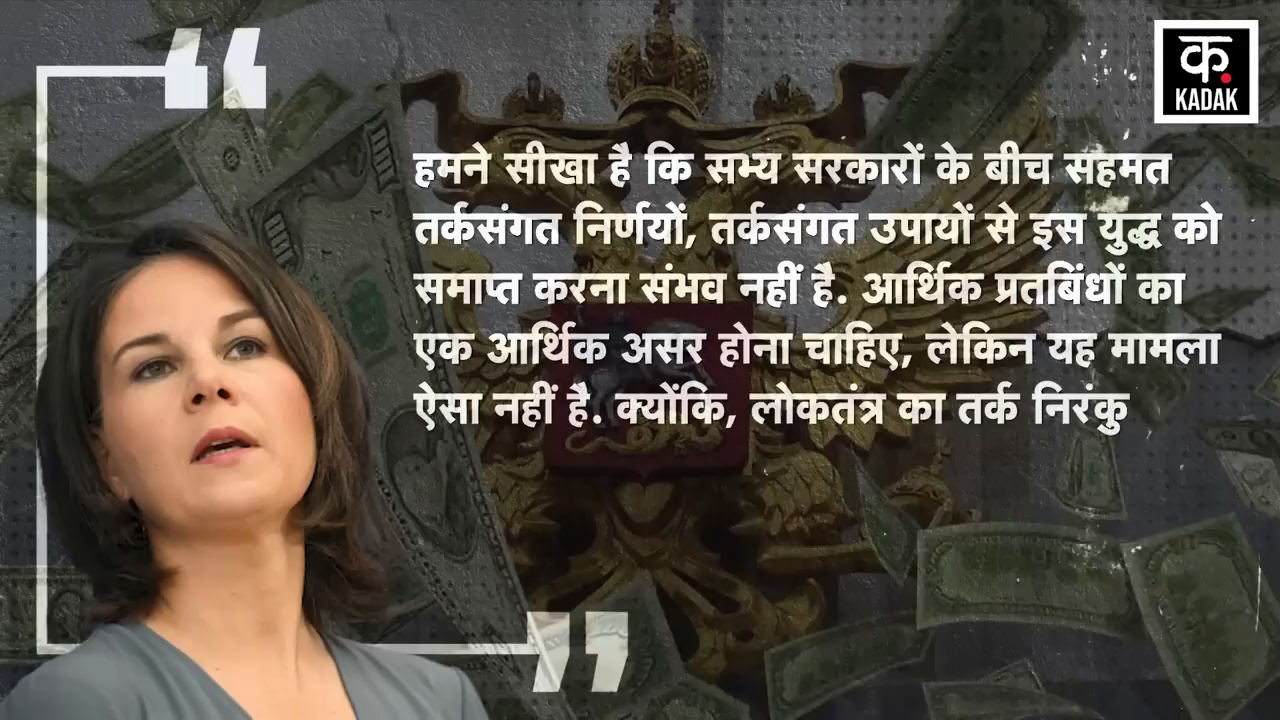 क
KADAK
हमने सीखा है कि सभ्य सरकारों के बीच सहमत
तर्कसंगत निर्णयों, तर्कसंगत उपायों से इस युद्ध को
समाप्त करना संभव नहीं है. आर्थिक प्रतबिंधों का
एक आर्थिक असर होना चाहिए, लेकिन यह मामला
ऐसा नहीं है. क्योंकि, लोकतंत्र का तर्क निरंकु